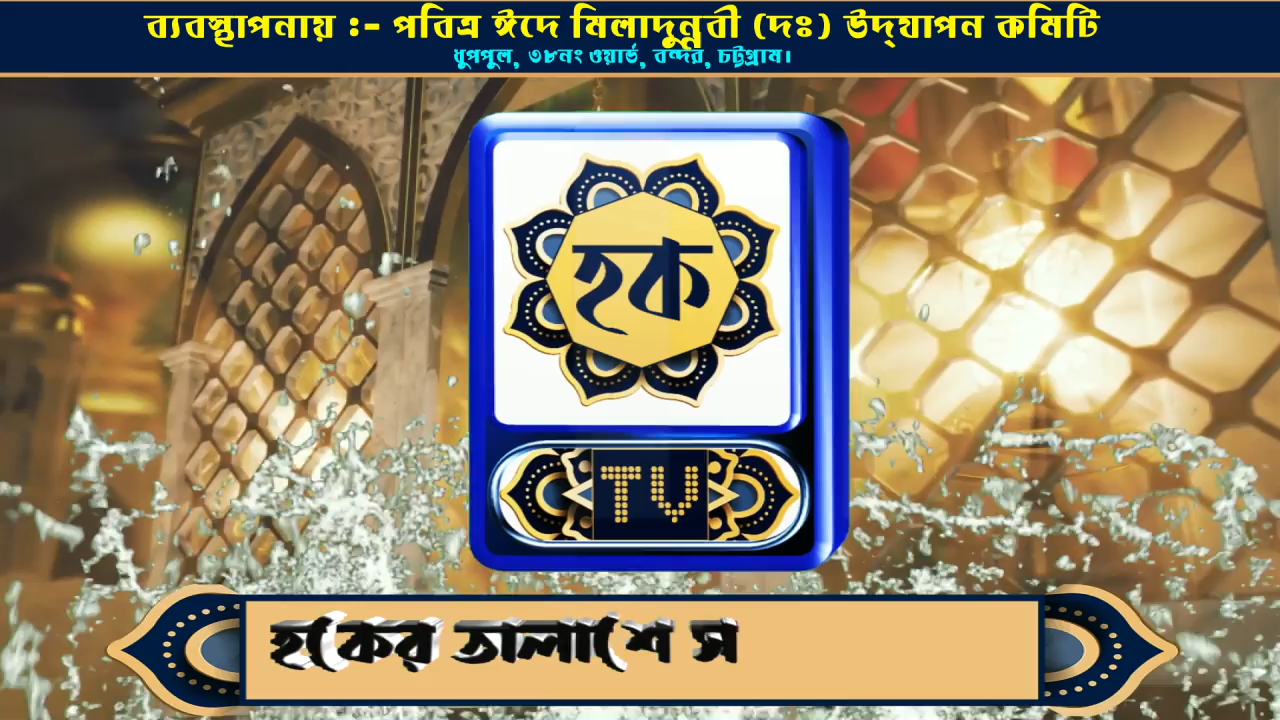 ব্যবস্থাপনায় :- পবিত্র ঈদে মিলাদুন্নবী (দঃ) উদ্‌যাপন কমিটি
ধুপপুল, ৩৮নং ওয়ার্ড, বন্দর, চট্টগ্রাম।
হক
TV
হকের তালাশে স